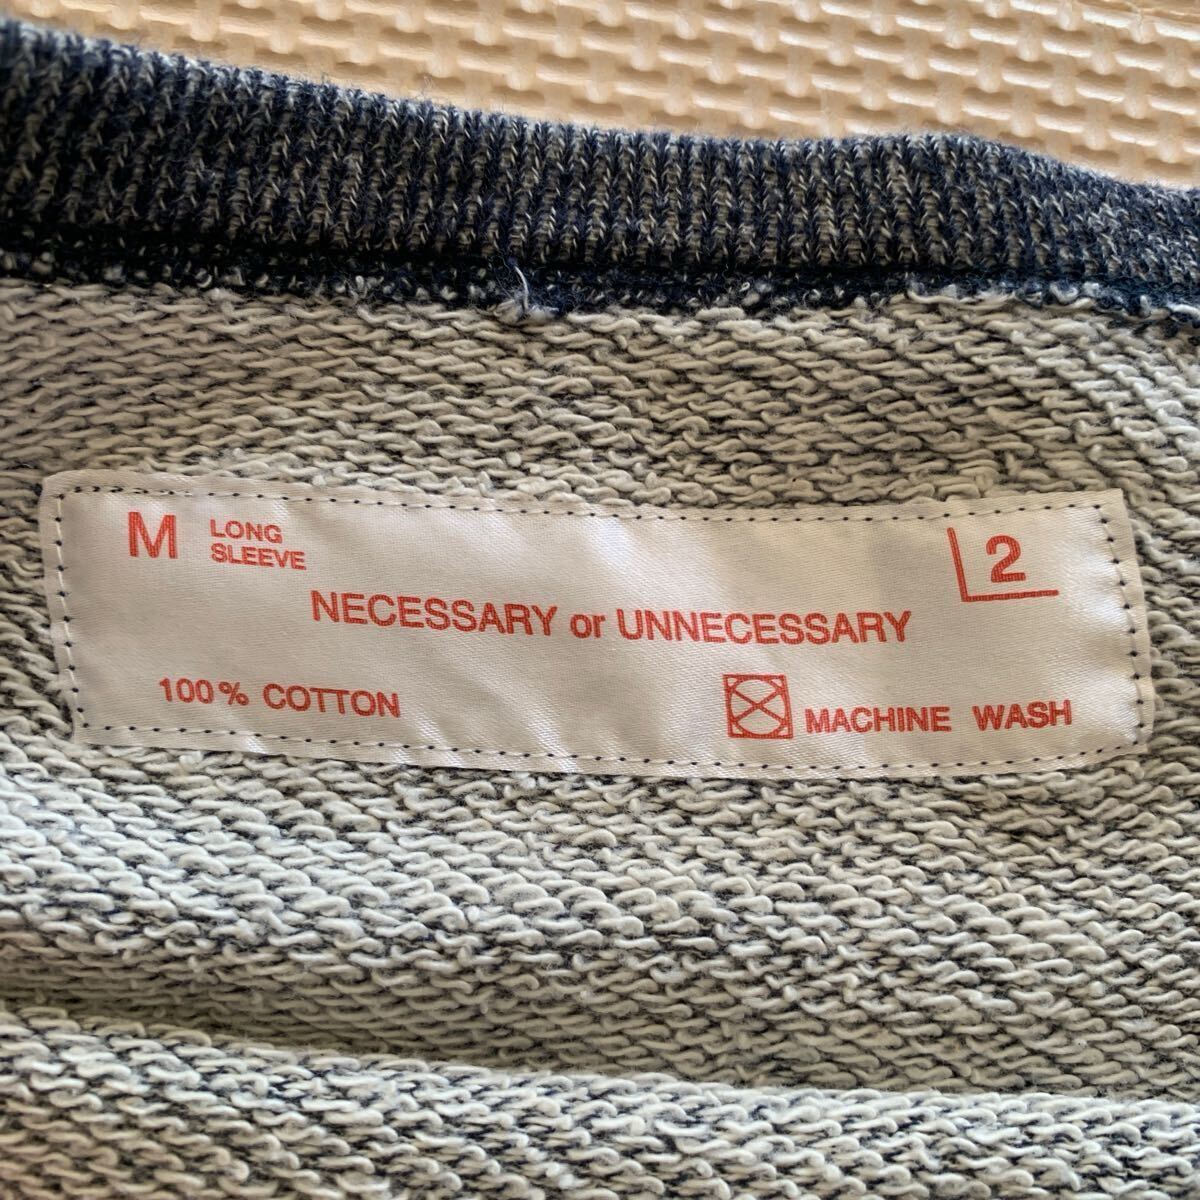 M LONG SLEEVE
2
NECESSARY or UNNECESSARY
100% COTTON
MACHINE WASH